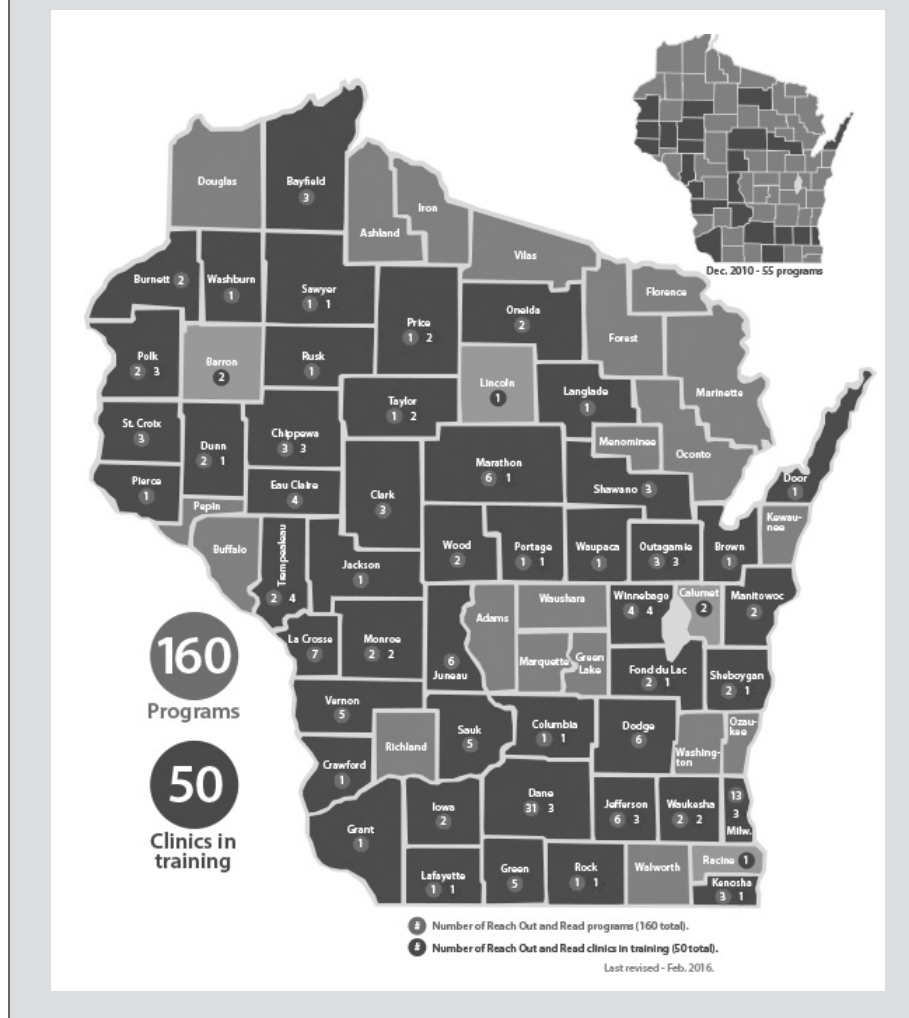 Dec. 2010 - 55 programs
Douglas
Bayfield
3
Ashland
Iron
Vilas
Florence
Burnett 2
Washburn
1
Sawyer
1 1
Price
1 2
Oneida
2
Forest
Marinette
Polk
2 3
Barron
2
Rusk
1
Taylor
1 2
Lincoln
1
Langlade
1
Menominee
Oconto
St. Croix
3
Dunn
2 1
Chippewa
3 3
Marathon
6 1
Shawano 3
Door
1
Pierce
1
Eau Claire
4
Clark
3
Pepin
Buffalo
Trempealeau
2 4
Jackson
1
Wood
2
Portage
1 1
Waupaca
1
Outagamie
3 3
Brown
1
Kewau-
nee
Adams
Waushara
Winnebago
4 4
Calumet
2
Manitowoc
2
160
Programs
La Crosse
7
Monroe
2 2
6
Juneau
Marquette
Green
Lake
Fond du Lac
2 1
Sheboygan
2 1
Vernon
5
Richland
Sauk
5
Columbia
1 1
Dodge
6
Washing-
ton
Ozau-
kee
50
Clinics in
training
Crawford
1
Grant
1
Iowa
2
Dane
31 3
Jefferson
6 3
Waukesha
2 2
13
3
Milw.
Lafayette
1 1
Green
5
Rock
1 1
Walworth
Racine 1
Kenosha
3 1
# Number of Reach Out and Read programs (160 total).
# Number of Reach Out and Read clinics in training (50 total).
Last revised - Feb. 2016.